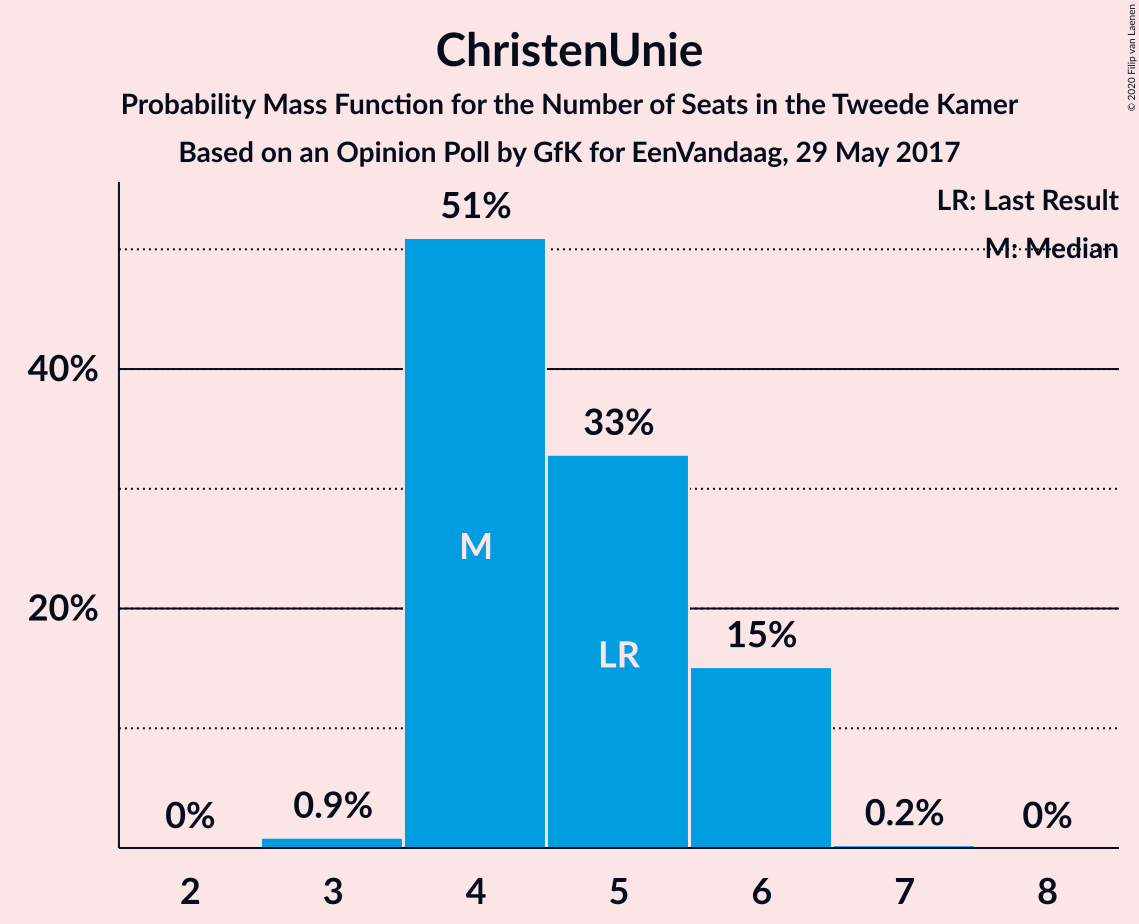 ChristenUnie
Probability Mass Function for the Number of Seats in the Tweede Kamer
Based on an Opinion Poll by GfK for EenVandaag, 29 May 2017
© 2020 Filip van Laenen
LR: Last Result
M: Median
51%
40%
33%
M
20%
15%
LR
0%
0.9%
0.2%
0%
2
3
4
5
6
7
8